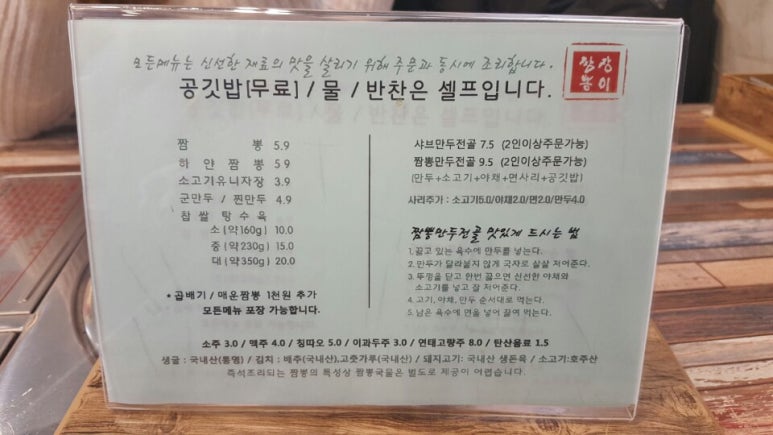 모든메뉴는 신선한 재료의 맛을 살리기 위해 주문과 동시에 조리합니다.
공깃밥[무료] / 물 / 반찬은 셀프입니다.
짬뽕
짱이
짬 뽕 5.9
하 얀 짬 뽕 5 9
소고기유니자장 3.9
군만두 / 찐만두 4.9
찹 쌀 탕 수 육
소 (약160g) 10.0
중 (약230g) 15.0
대 (약350g) 20.0
• 곱배기 / 매운짬뽕 1천원 추가
모든메뉴 포장 가능합니다.
샤브만두전골 7.5 (2인이상주문가능)
짬뽕만두전골 9.5 (2인이상주문가능)
(만두+소고기+야채+면사리+공깃밥)
사리추가 : 소고기5.0/야채2.0/면2.0/만두4.0
짬뽕만두전골 맛있게 드시는 법
1. 끓고 있는 육수에 만두를 넣는다.
2. 만두가 달라붙지 않게 국자로 살살 저어준다.
3. 뚜껑을 닫고 한번 끓으면 신선한 야채와
소고기를 넣고 잘 저어준다.
4. 고기, 야채, 만두 순서대로 먹는다.
5. 남은 육수에 면을 넣어 끓여 먹는다.
소주 3.0 / 맥주 4.0 / 칭따오 5.0 / 이과두주 3.0 / 연태고량주 8.0 / 탄산음료 1.5
생굴 : 국내산(통영) / 김치 : 배추(국내산),고춧가루(국내산) / 돼지고기: 국내산 생돈육 / 소고기:호주산
즉석조리되는 짬뽕의 특성상 짬뽕국물은 별도로 제공이 어렵습니다.